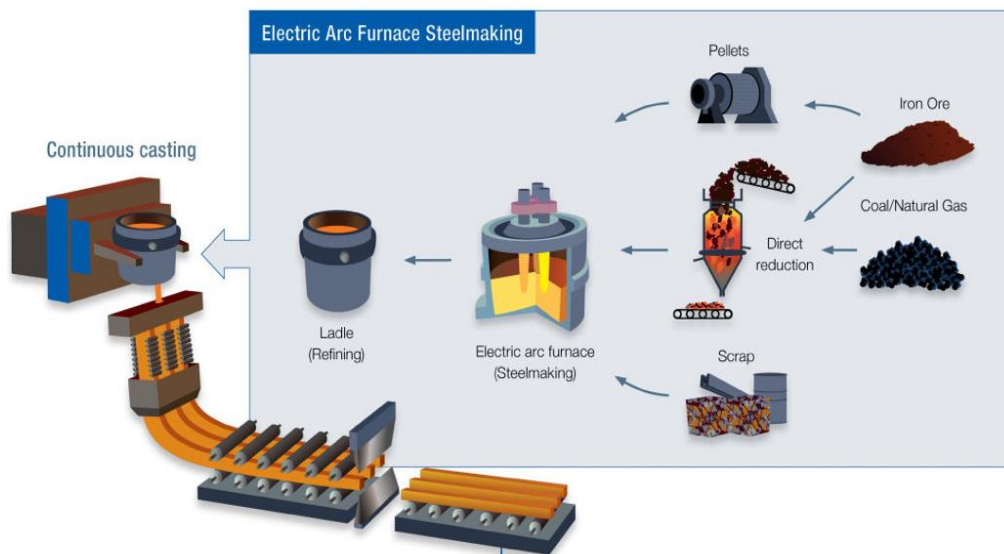 Electric Arc Furnace Steelmaking
Pellets
Iron Ore
Continuous casting
Coal/Natural Gas
Direct
reduction
Ladle
(Refining)
Electric arc furnace
(Steelmaking)
Scrap